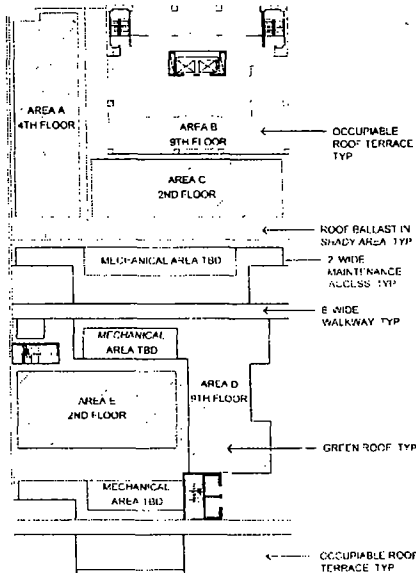 AREA A
4TH FLOOR
AREA B
9TH FLOOR
OCCUPIABLE
ROOF TERRACE
TYP
AREA C
2ND FLOOR
ROOF BALLAST IN
SHADY AREA TYP
MECHANICAL AREA TBD
2 WIDE
MAINTENANCE
ACCESS TYP
8 WIDE
WALKWAY TYP
MECHANICAL
AREA TBD
AREA D
9TH FLOOR
AREA E
2ND FLOOR
GREEN ROOF TYP
MECHANICAL
AREA TBD
OCCUPIABLE ROOF
TERRACE TYP